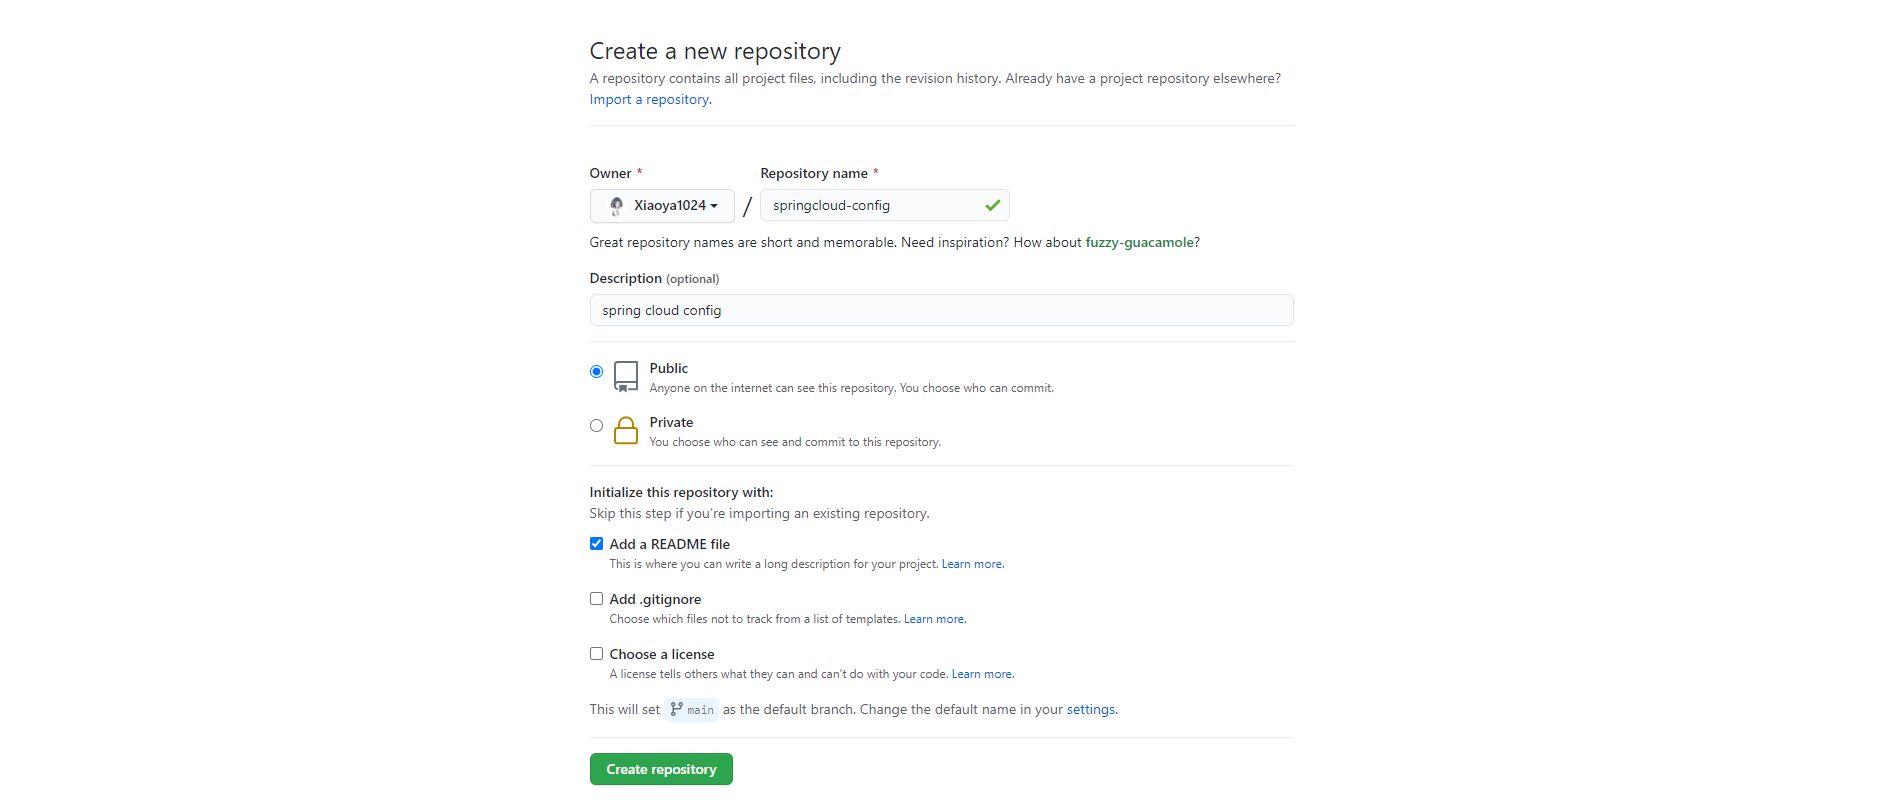 Create a new repository
A repository contains all project files, including the revision history. Already have a project repository elsewhere?
Import a repository.
Owner * Repository name *
Xiaoya1024 / springcloud-config
Great repository names are short and memorable. Need inspiration? How about fuzzy-guacamole?
Description (optional)
spring cloud config
Public
Anyone on the internet can see this repository. You choose who can commit.
Private
You choose who can see and commit to this repository.
Initialize this repository with:
Skip this step if you’re importing an existing repository.
Add a README file
This is where you can write a long description for your project. Learn more.
Add .gitignore
Choose which files not to track from a list of templates. Learn more.
Choose a license
A license tells others what they can and can't do with your code. Learn more.
This will set main as the default branch. Change the default name in your settings.
Create repository